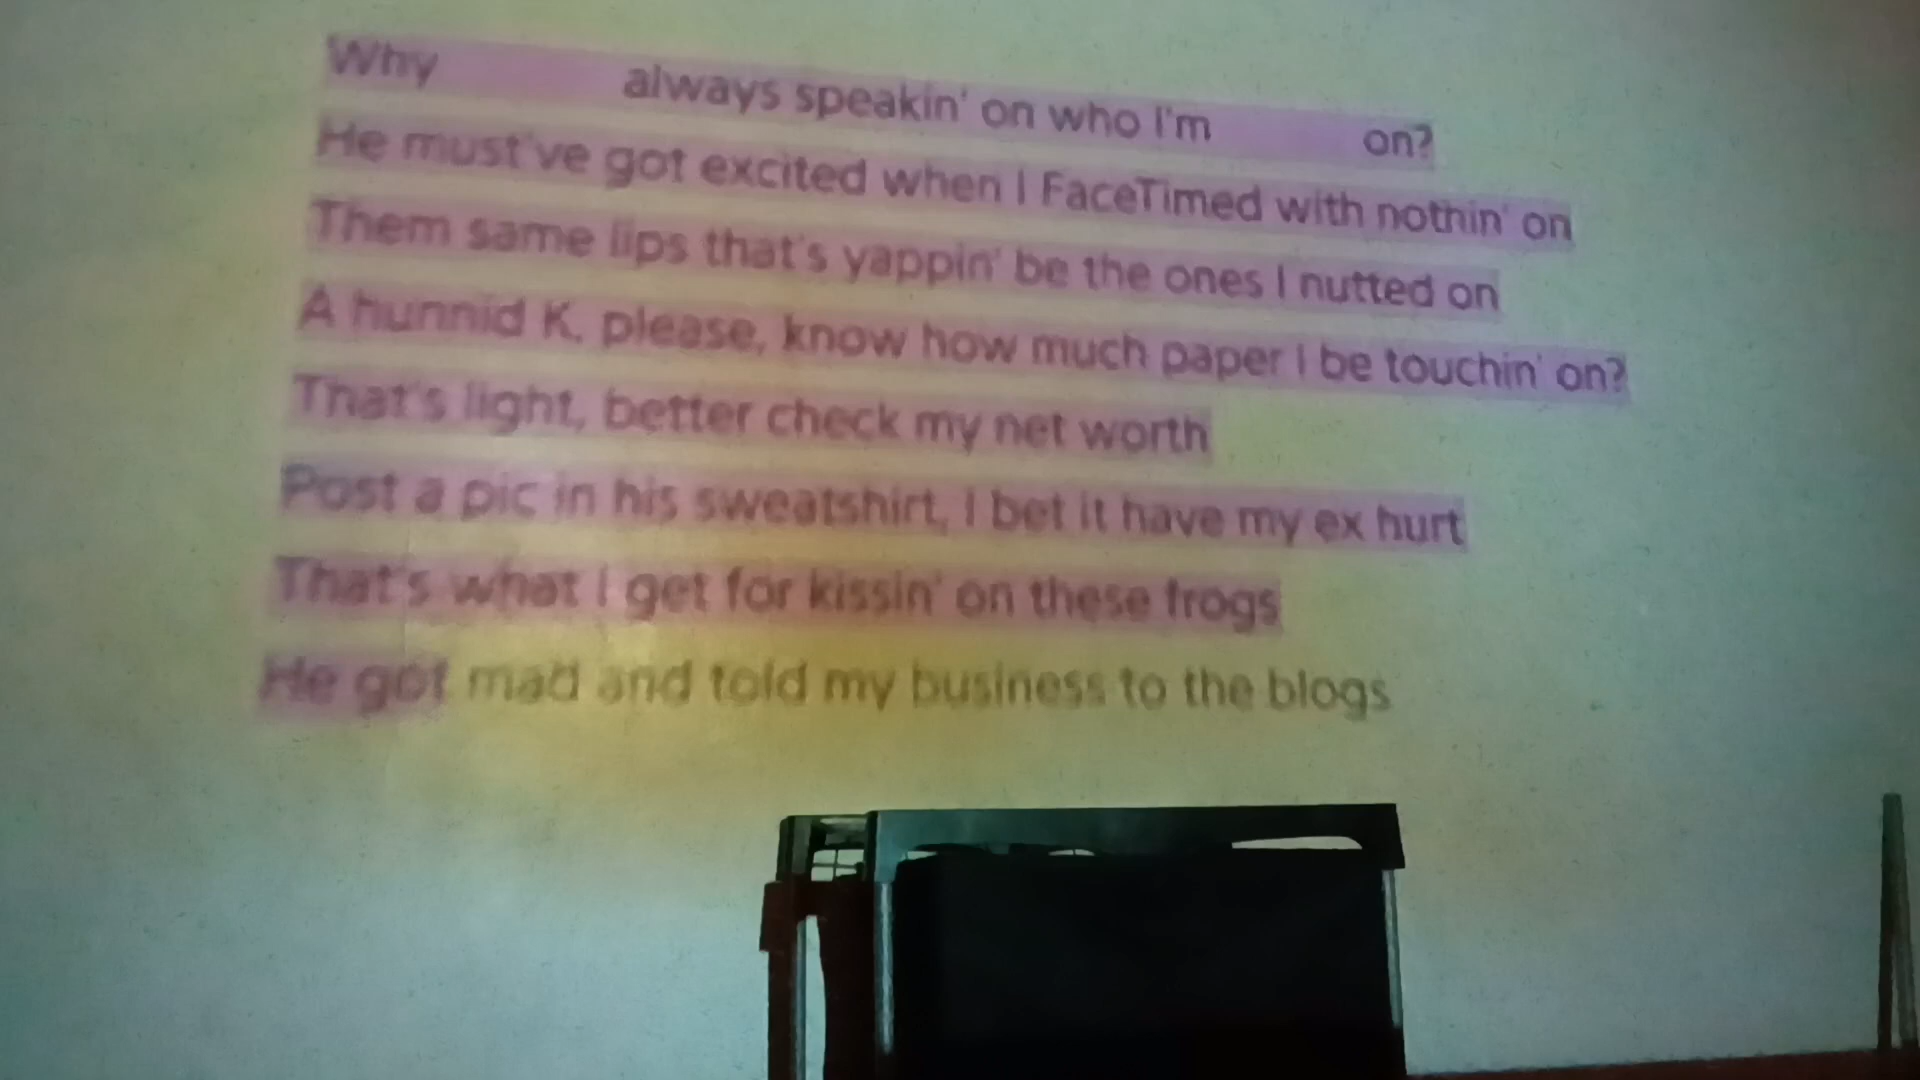 Why always speakin' on who I'm on?
He must've got excited when I FaceTimed with nothin' on
Them same lips that's yappin' be the ones I nutted on
A hunnid K, please, know how much paper I be touchin' on?
That's light, better check my net worth
Post a pic in his sweatshirt, I bet it have my ex hurt
That's what I get for kissin' on these frogs
He got mad and told my business to the blogs